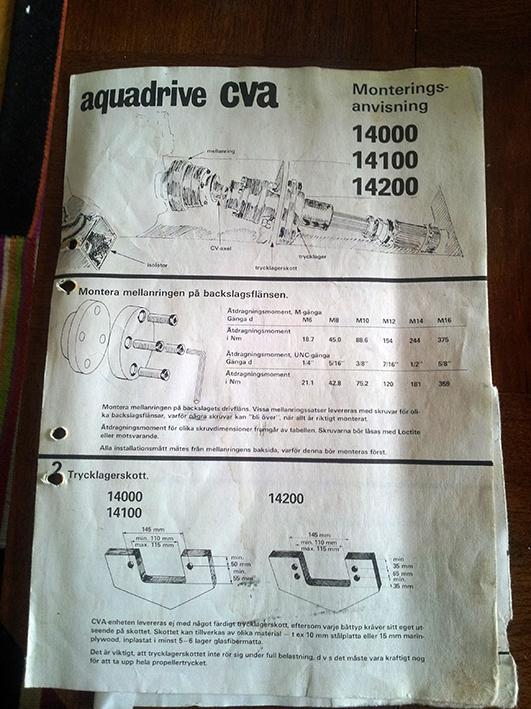 aquadrive cva
Monterings-
anvisning
14000
14100
14200
mellanring
CV-axel
isolator
trycklager
trycklagerskott
1 Montera mellanringen på backslagsflänsen.
Åtdragningsmoment, M-gänga
Gänga d M6 M8 M10 M12 M14 M16
Åtdragningsmoment
i Nm 18.7 45.0 88.6 154 244 375
Åtdragningsmoment, UNC-gänga
Gänga d 1/4" 5/16" 3/8" 7/16" 1/2" 5/8"
Åtdragningsmoment
i Nm 21.1 42.8 75.2 120 181 359
Montera mellanringen på backslagets drivfläns. Vissa mellanringssatser levereras med skruvar för oli-
ka backslagsflänsar, varför några skruvar kan "bli över", när allt är riktigt monterat.
Åtdragningsmoment för olika skruvdimensioner framgår av tabellen. Skruvarna bör låsas med Loctite
eller motsvarande.
Alla installationsmått mätes från mellanringens baksida, varför denna bör monteras först.
2 Trycklagerskott.
14000
14100
145 mm
min. 110 mm
max. 115 mm
min.
50 mm
min.
55 mm
14200
145 mm
min. 110 mm
max. 115 mm
min
35 mm
65 mm
min.
35 mm
CVA-enheten levereras ej med något färdigt trycklagerskott, eftersom varje båttyp kräver sitt eget ut-
seende på skottet. Skottet kan tillverkas av olika material – t ex 10 mm stålplatta eller 15 mm marin-
plywood, inplastat i minst 5–6 lager glasfibermatta.
Det är viktigt, att trycklagerskottet inte rör sig under full belastning, d v s det måste vara kraftigt nog
för att ta upp hela propellertrycket.